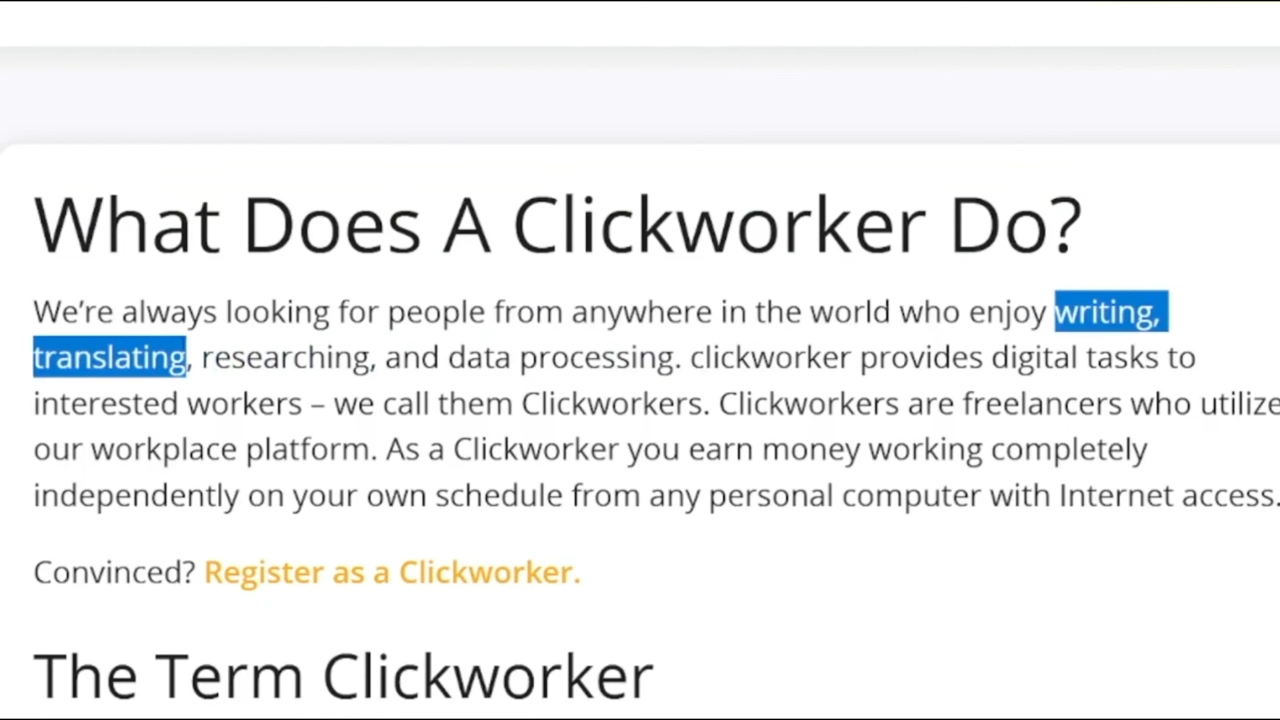 What Does A Clickworker Do?
We’re always looking for people from anywhere in the world who enjoy writing,
translating, researching, and data processing. clickworker provides digital tasks to
interested workers – we call them Clickworkers. Clickworkers are freelancers who utilize
our workplace platform. As a Clickworker you earn money working completely
independently on your own schedule from any personal computer with Internet access.
Convinced? Register as a Clickworker.
The Term Clickworker